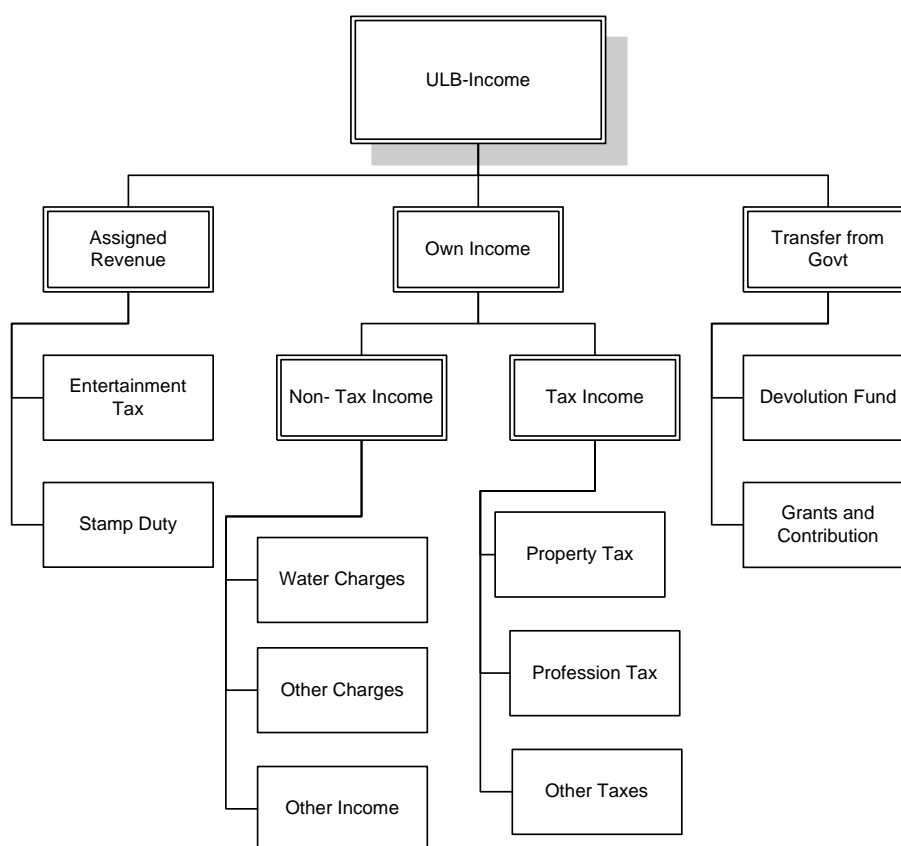 ULB-Income
Assigned
Revenue
Own Income
Transfer from
Govt
Entertainment
Tax
Non- Tax Income
Tax Income
Devolution Fund
Stamp Duty
Grants and
Contribution
Water Charges
Property Tax
Other Charges
Profession Tax
Other Income
Other Taxes